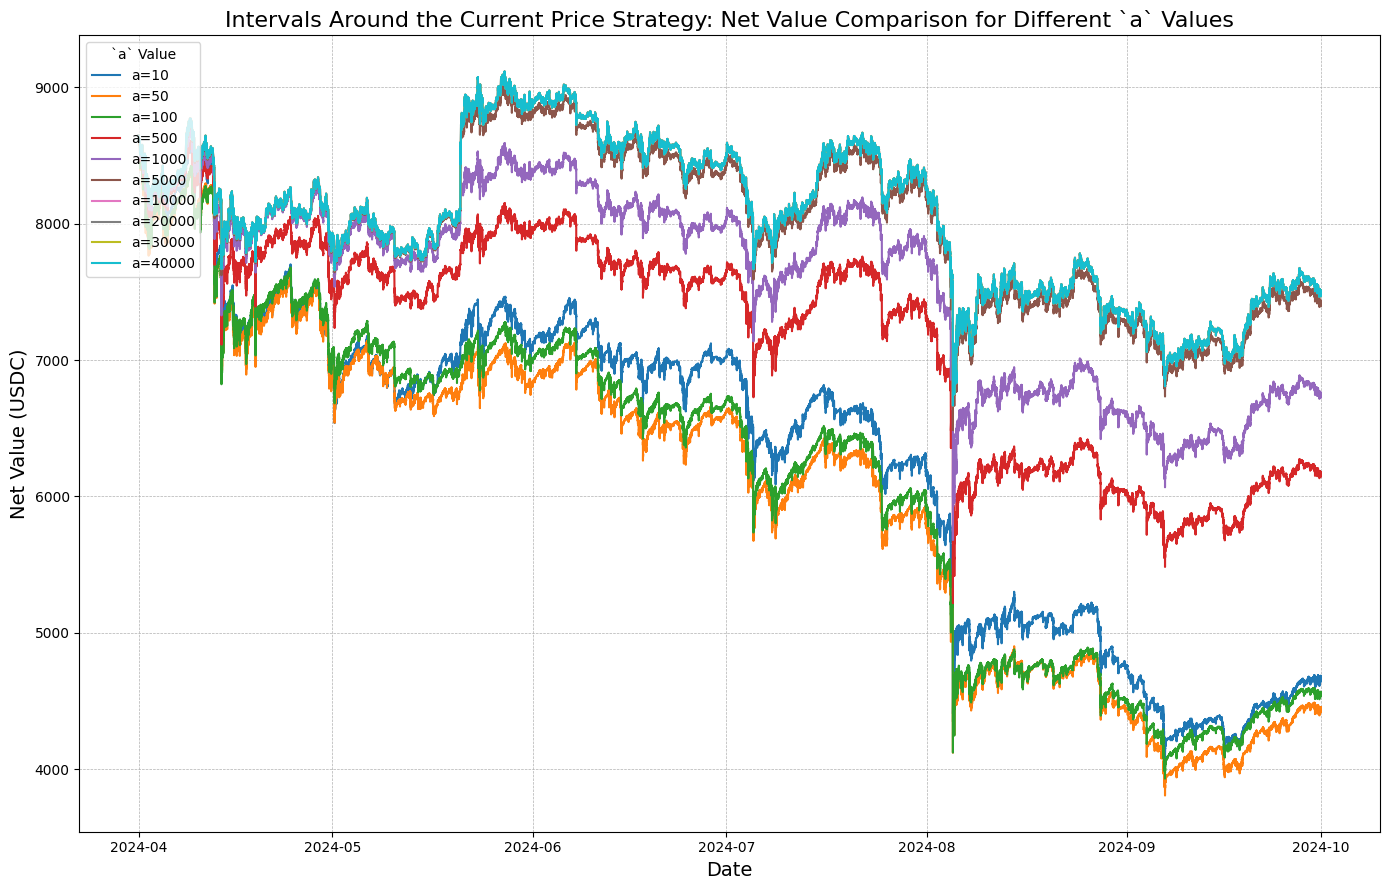 Intervals Around the Current Price Strategy: Net Value Comparison for Different `a` Values
`a` Value
a=10
a=50
a=100
a=500
a=1000
a=5000
a=10000
a=20000
a=30000
a=40000
Net Value (USDC)
9000
8000
7000
6000
5000
4000
2024-04
2024-05
2024-06
2024-07
2024-08
2024-09
2024-10
Date